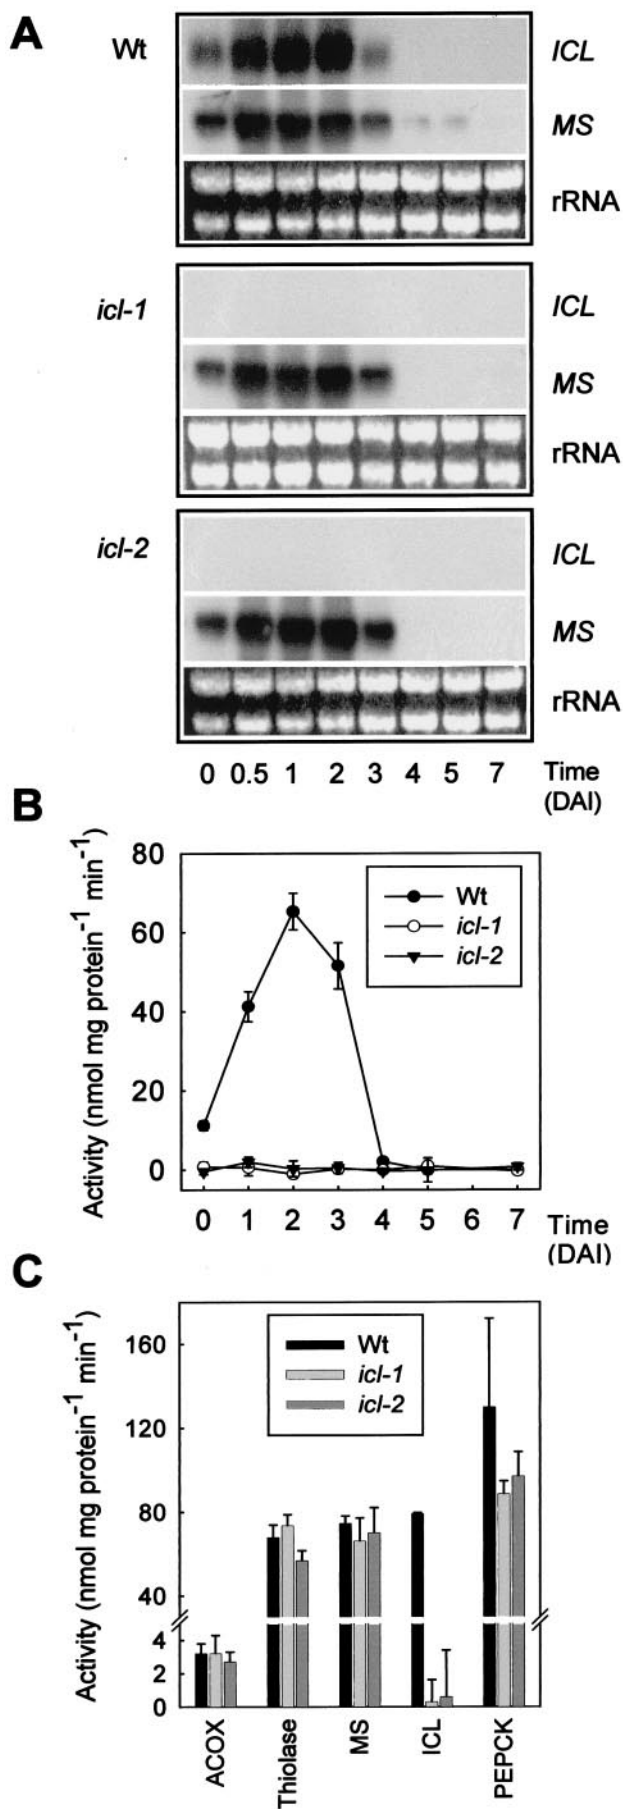 A
Wt
ICL
MS
rRNA
icl-1
ICL
MS
rRNA
icl-2
ICL
MS
rRNA
0 0.5 1 2 3 4 5 7 Time (DAI)
B
Activity (nmol mg protein⁻¹ min⁻¹)
80
60
40
20
0
Wt
icl-1
icl-2
0 1 2 3 4 5 6 7 Time (DAI)
C
Activity (nmol mg protein⁻¹ min⁻¹)
160
120
80
40
4
2
0
Wt
icl-1
icl-2
ACOX
Thiolase
MS
ICL
PEPCK